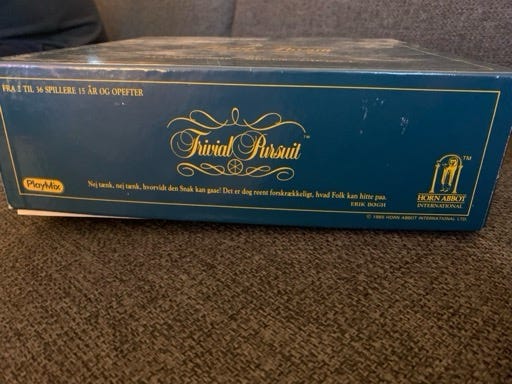 FRA 2 TIL 36 SPILLERE 15 ÅR OG OPEFTER
Trivial Pursuit™
PlayMix
Nej tænk, nej tænk, hvorvidt den Snak kan gaae! Det er dog reent forskrækkeligt, hvad Folk kan hitte paa.
ERIK BØGH
TM
HORN ABBOT
INTERNATIONAL
© 1985 HORN ABBOT INTERNATIONAL LTD.